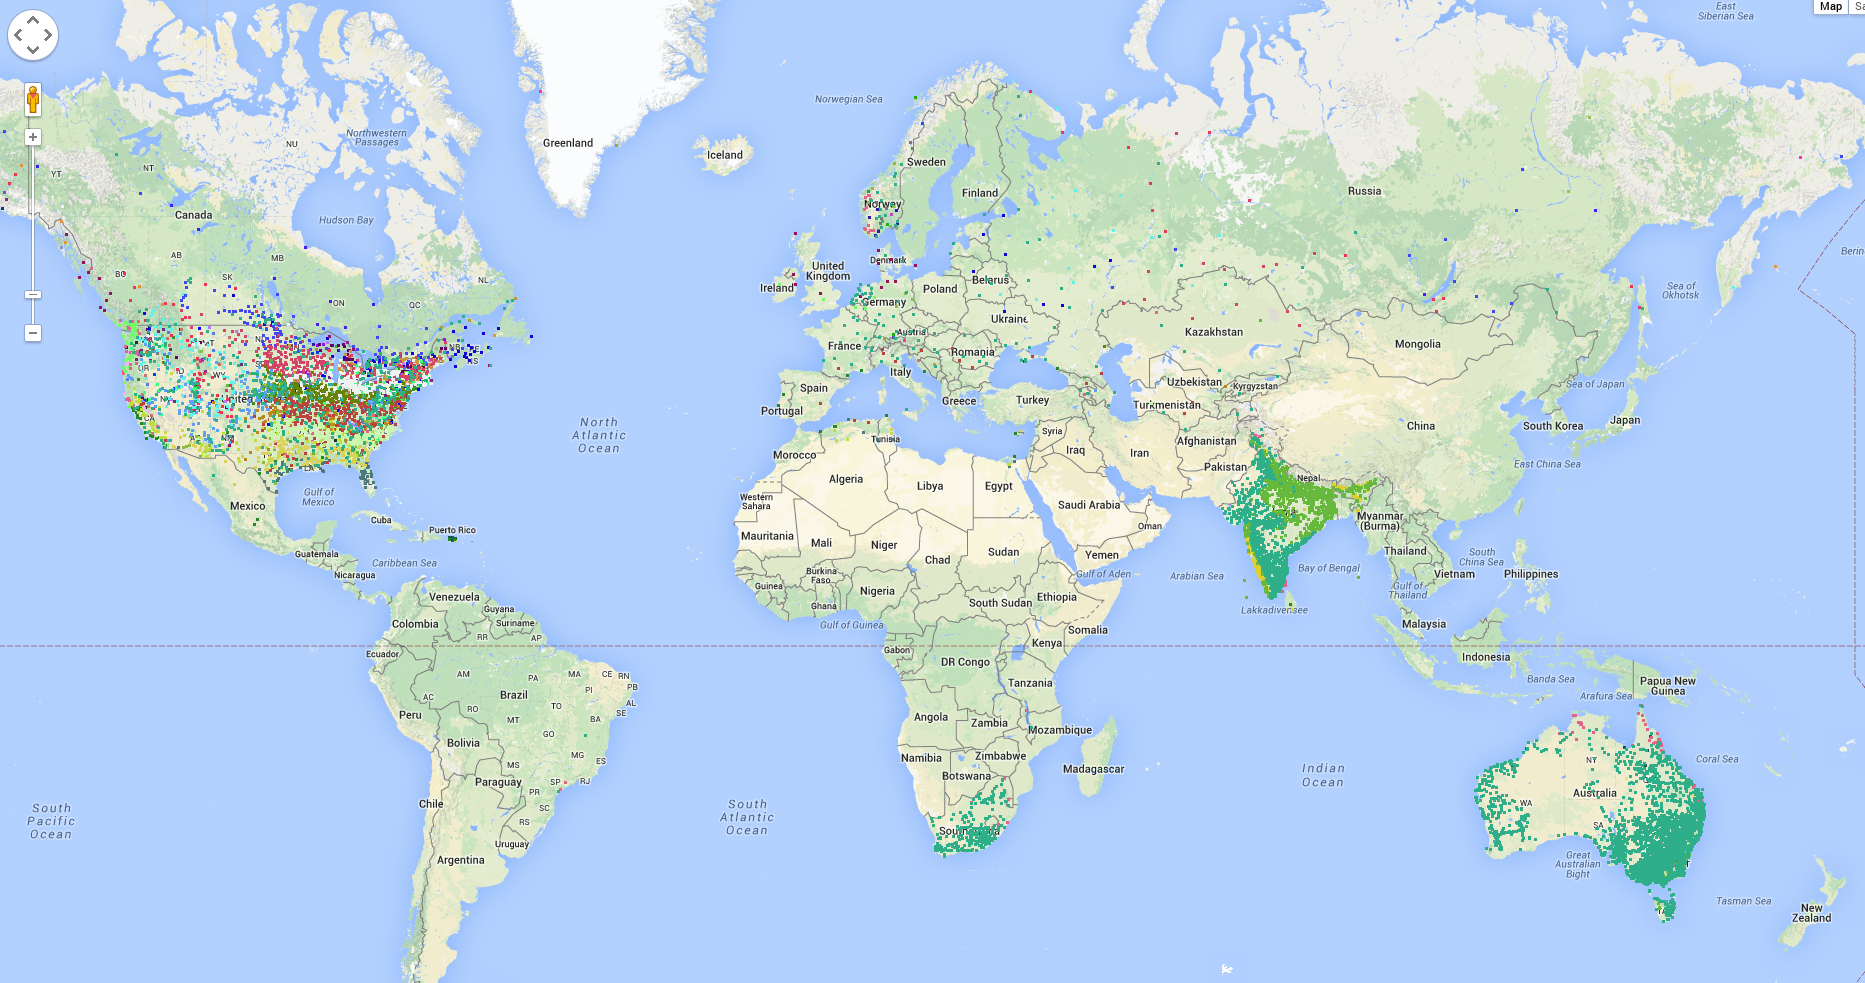 Map
East
Siberian Sea
Norwegian Sea
Northwestern
Passages
NU
Greenland
Iceland
Sweden
Finland
Russia
NT
YT
Canada
Hudson Bay
Norway
AB
MB
SK
BC
NL
ON
QC
United
Kingdom
Ireland
Denmark
Poland
Belarus
Germany
Ukraine
Kazakhstan
Mongolia
Sea of
Okhotsk
Austria
France
Romania
Italy
Spain
Portugal
Greece
Turkey
Uzbekistan
Kyrgyzstan
Turkmenistan
Sea of Japan
China
South Korea
Japan
MT
OR
WY
NB
NS
North
Atlantic
Ocean
Tunisia
Syria
Afghanistan
Iraq
Iran
Pakistan
East China Sea
Morocco
Algeria
Libya
Egypt
Nepal
Western
Sahara
Saudi Arabia
Oman
Gulf of
Mexico
Mexico
Cuba
Puerto Rico
Mauritania
Mali
Niger
Chad
Sudan
Yemen
Myanmar
(Burma)
Thailand
South
China Sea
Guatemala
Caribbean Sea
Nicaragua
Burkina
Faso
Guinea
Ghana
Nigeria
South Sudan
Ethiopia
Gulf of Aden
Arabian Sea
Bay of Bengal
Gulf of
Thailand
Vietnam
Philippines
Venezuela
Guyana
Suriname
Colombia
RR
AP
Gulf of Guinea
Somalia
Kenya
Malaysia
Ecuador
Gabon
DR Congo
Indonesia
AM
PA
MA
CE
RN
PB
AL
SE
PI
AC
RO
TO
BA
Brazil
Tanzania
Banda Sea
Arafura Sea
Papua New
Guinea
Peru
MT
GO
Angola
Zambia
Mozambique
Bolivia
MG
ES
MS
SP
RJ
Namibia
Zimbabwe
Botswana
Madagascar
Indian
Ocean
NT
Coral Sea
Paraguay
PR
SC
RS
Chile
South
Pacific
Ocean
South
Atlantic
Ocean
WA
Australia
SA
Uruguay
Argentina
Great
Australian
Bight
Tasman Sea
New
Zealand